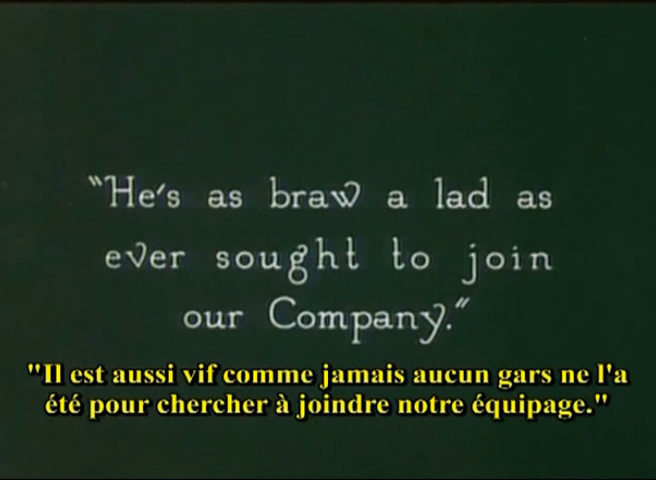 "He's as braw a lad as
ever sought to join
our Company."
"Il est aussi vif comme jamais aucun gars ne l'a
été pour chercher à joindre notre équipage."